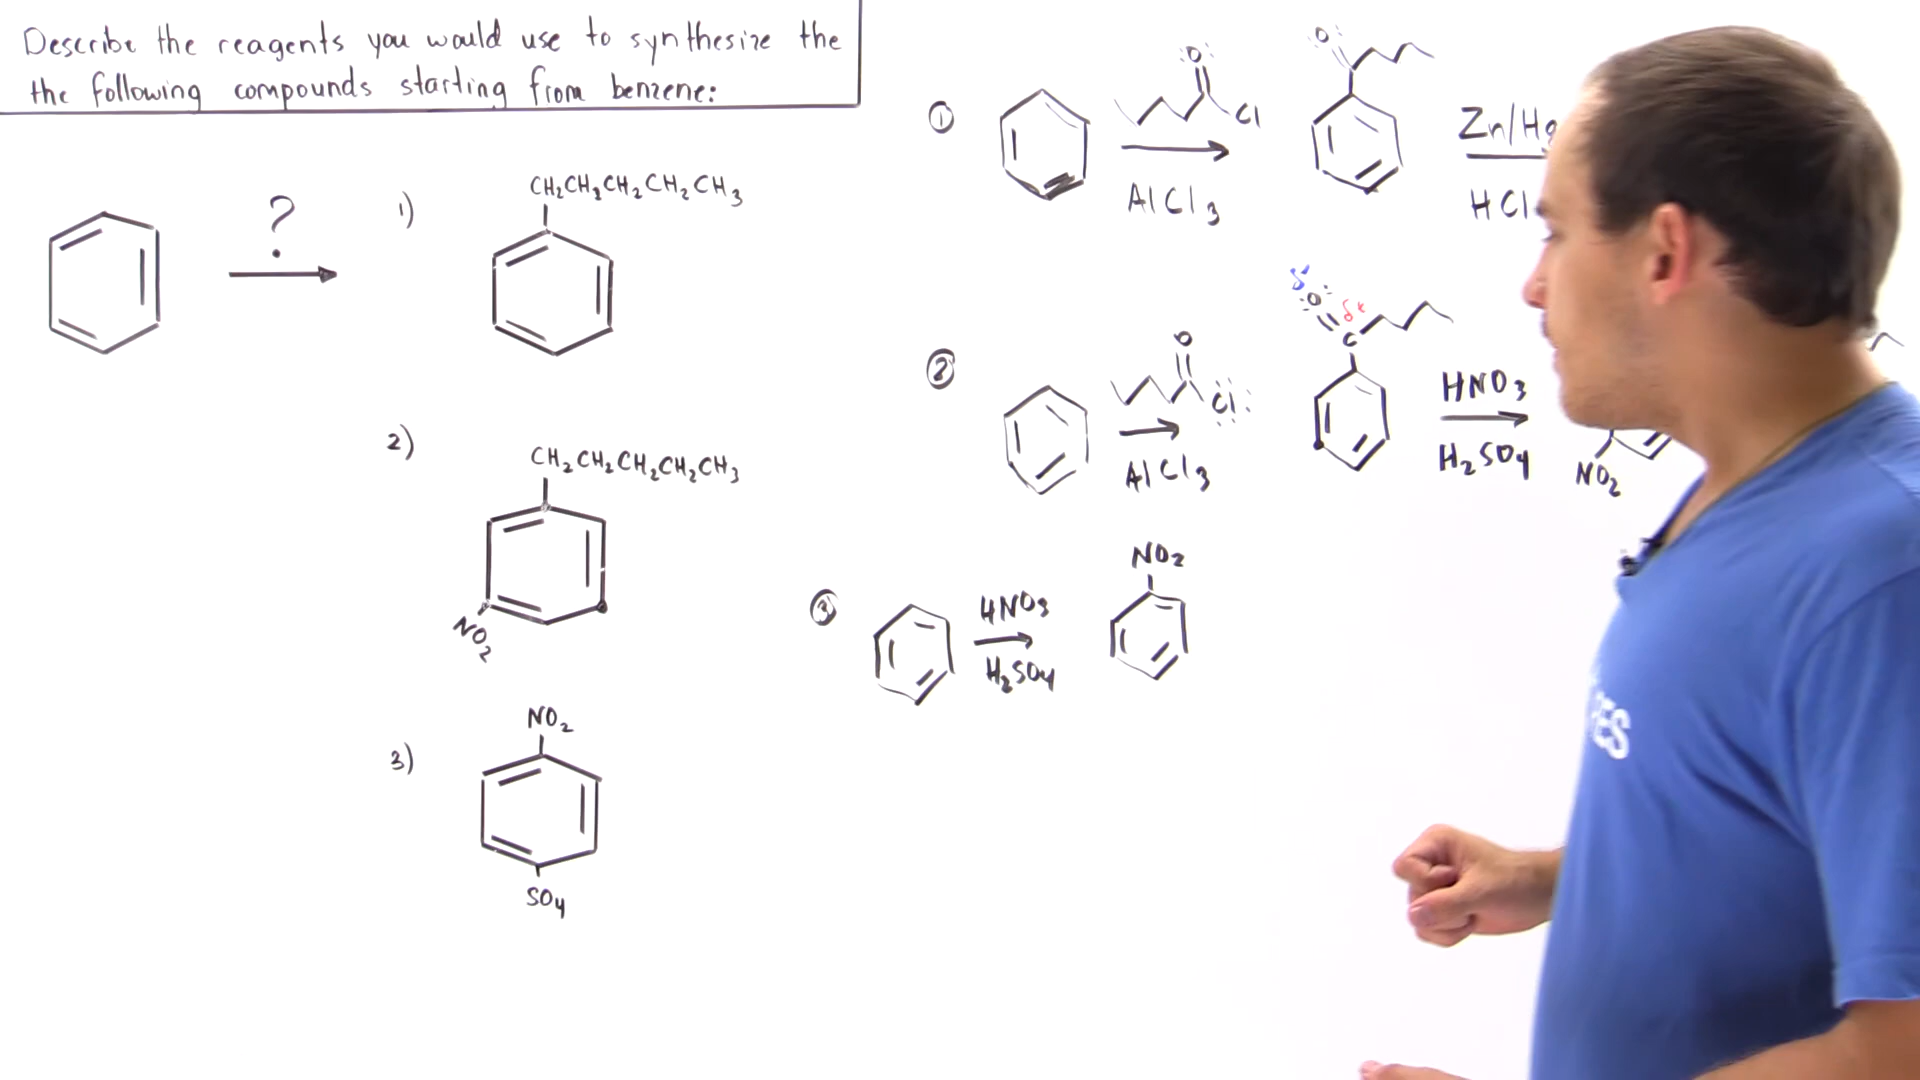 Describe the reagents you would use to synthesize the
the following compounds starting from benzene:
?
1)
CH₂CH₂CH₂CH₂CH₃
2)
CH₂CH₂CH₂CH₂CH₃
NO₂
3)
NO₂
SO₄
①
O
Cl
AlCl₃
O
Zn/Hg
HCl
②
O
Cl
AlCl₃
δ⁻
O
δ⁺
C
HNO₃
H₂SO₄
NO₂
③
HNO₃
H₂SO₄
NO₂